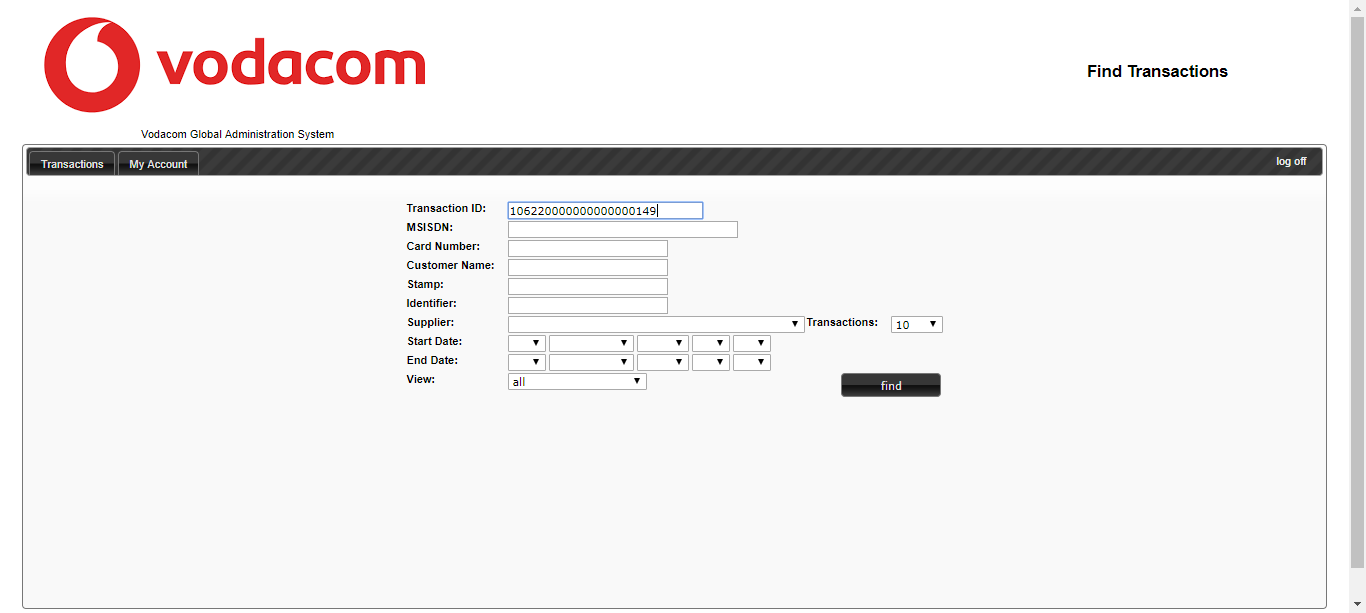 vodacom
Find Transactions
Vodacom Global Administration System
Transactions My Account log off
Transaction ID: 106220000000000000149
MSISDN:
Card Number:
Customer Name:
Stamp:
Identifier:
Supplier: Transactions: 10
Start Date:
End Date:
View: all
find